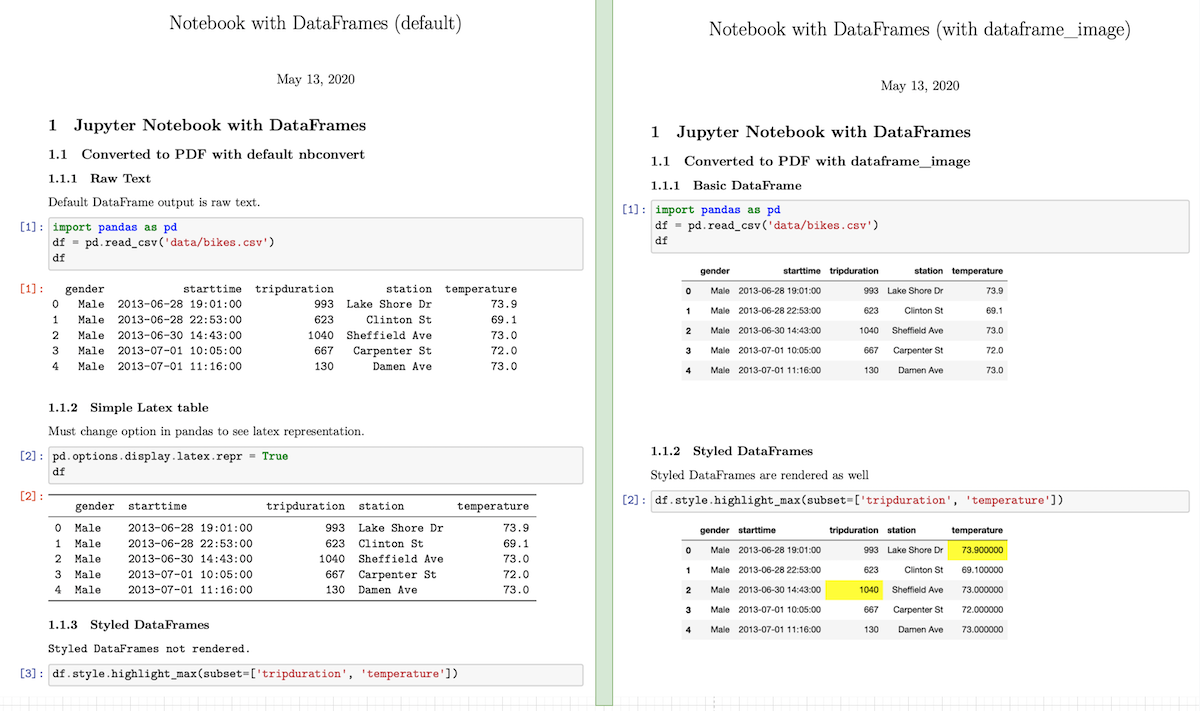 Notebook with DataFrames (default)
May 13, 2020
1 Jupyter Notebook with DataFrames
1.1 Converted to PDF with default nbconvert
1.1.1 Raw Text
Default DataFrame output is raw text.
[1]: import pandas as pd
df = pd.read_csv('data/bikes.csv')
df
[1]: gender starttime tripduration station temperature
0 Male 2013-06-28 19:01:00 993 Lake Shore Dr 73.9
1 Male 2013-06-28 22:53:00 623 Clinton St 69.1
2 Male 2013-06-30 14:43:00 1040 Sheffield Ave 73.0
3 Male 2013-07-01 10:05:00 667 Carpenter St 72.0
4 Male 2013-07-01 11:16:00 130 Damen Ave 73.0
1.1.2 Simple Latex table
Must change option in pandas to see latex representation.
[2]: pd.options.display.latex.repr = True
df
[2]:
gender starttime tripduration station temperature
0 Male 2013-06-28 19:01:00 993 Lake Shore Dr 73.9
1 Male 2013-06-28 22:53:00 623 Clinton St 69.1
2 Male 2013-06-30 14:43:00 1040 Sheffield Ave 73.0
3 Male 2013-07-01 10:05:00 667 Carpenter St 72.0
4 Male 2013-07-01 11:16:00 130 Damen Ave 73.0
1.1.3 Styled DataFrames
Styled DataFrames not rendered.
[3]: df.style.highlight_max(subset=['tripduration', 'temperature'])
Notebook with DataFrames (with dataframe_image)
May 13, 2020
1 Jupyter Notebook with DataFrames
1.1 Converted to PDF with dataframe_image
1.1.1 Basic DataFrame
[1]: import pandas as pd
df = pd.read_csv('data/bikes.csv')
df
gender starttime tripduration station temperature
0 Male 2013-06-28 19:01:00 993 Lake Shore Dr 73.9
1 Male 2013-06-28 22:53:00 623 Clinton St 69.1
2 Male 2013-06-30 14:43:00 1040 Sheffield Ave 73.0
3 Male 2013-07-01 10:05:00 667 Carpenter St 72.0
4 Male 2013-07-01 11:16:00 130 Damen Ave 73.0
1.1.2 Styled DataFrames
Styled DataFrames are rendered as well
[2]: df.style.highlight_max(subset=['tripduration', 'temperature'])
gender starttime tripduration station temperature
0 Male 2013-06-28 19:01:00 993 Lake Shore Dr 73.900000
1 Male 2013-06-28 22:53:00 623 Clinton St 69.100000
2 Male 2013-06-30 14:43:00 1040 Sheffield Ave 73.000000
3 Male 2013-07-01 10:05:00 667 Carpenter St 72.000000
4 Male 2013-07-01 11:16:00 130 Damen Ave 73.000000